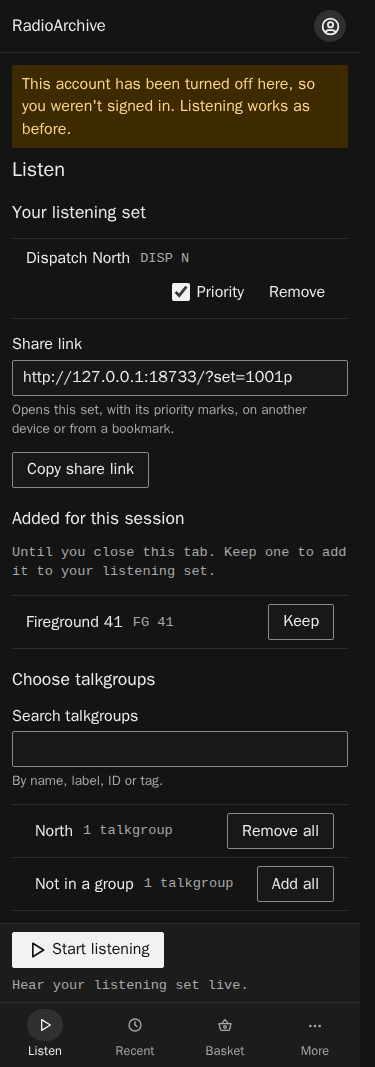 RadioArchive
This account has been turned off here, so
you weren't signed in. Listening works as
before.
Listen
Your listening set
Dispatch North DISP N
Priority Remove
Share link
http://127.0.0.1:18733/?set=1001p
Opens this set, with its priority marks, on another
device or from a bookmark.
Copy share link
Added for this session
Until you close this tab. Keep one to add
it to your listening set.
Fireground 41 FG 41 Keep
Choose talkgroups
Search talkgroups
By name, label, ID or tag.
North 1 talkgroup Remove all
Not in a group 1 talkgroup Add all
Start listening
Hear your listening set live.
Listen Recent Basket More